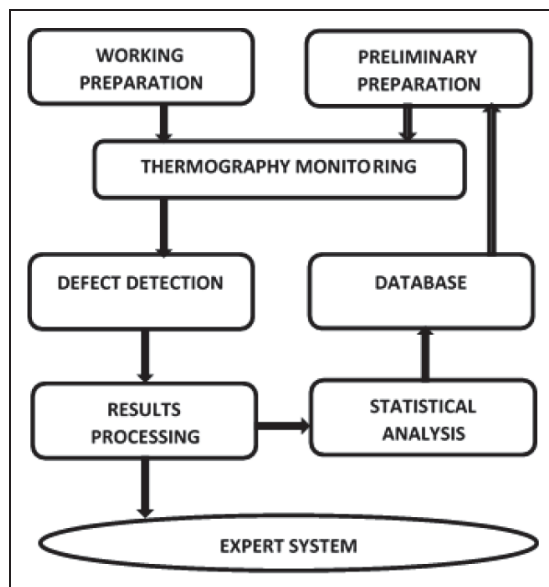 WORKING
PREPARATION
PRELIMINARY
PREPARATION
THERMOGRAPHY MONITORING
DEFECT DETECTION
DATABASE
RESULTS
PROCESSING
STATISTICAL
ANALYSIS
EXPERT SYSTEM